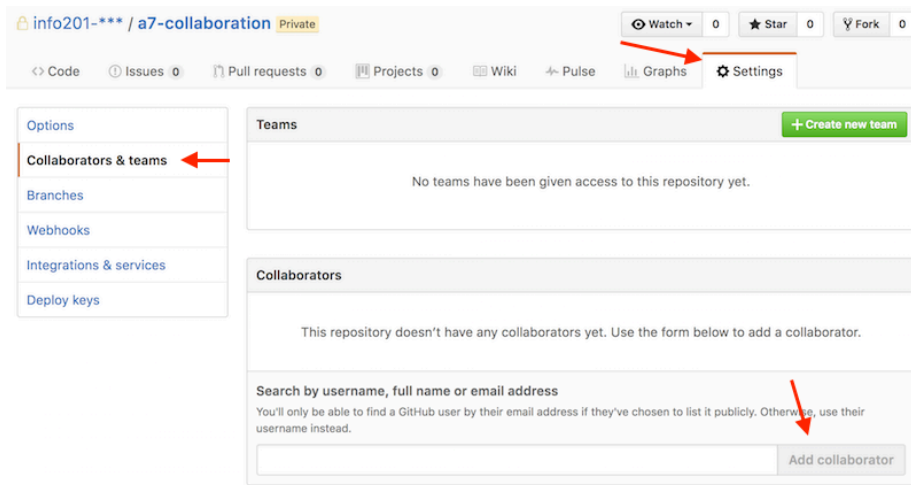 info201-*** / a7-collaboration Private
Watch 0 Star 0 Fork 0
Code Issues 0 Pull requests 0 Projects 0 Wiki Pulse Graphs Settings
Options
Collaborators & teams
Branches
Webhooks
Integrations & services
Deploy keys
Teams
+ Create new team
No teams have been given access to this repository yet.
Collaborators
This repository doesn't have any collaborators yet. Use the form below to add a collaborator.
Search by username, full name or email address
You'll only be able to find a GitHub user by their email address if they've chosen to list it publicly. Otherwise, use their
username instead.
Add collaborator